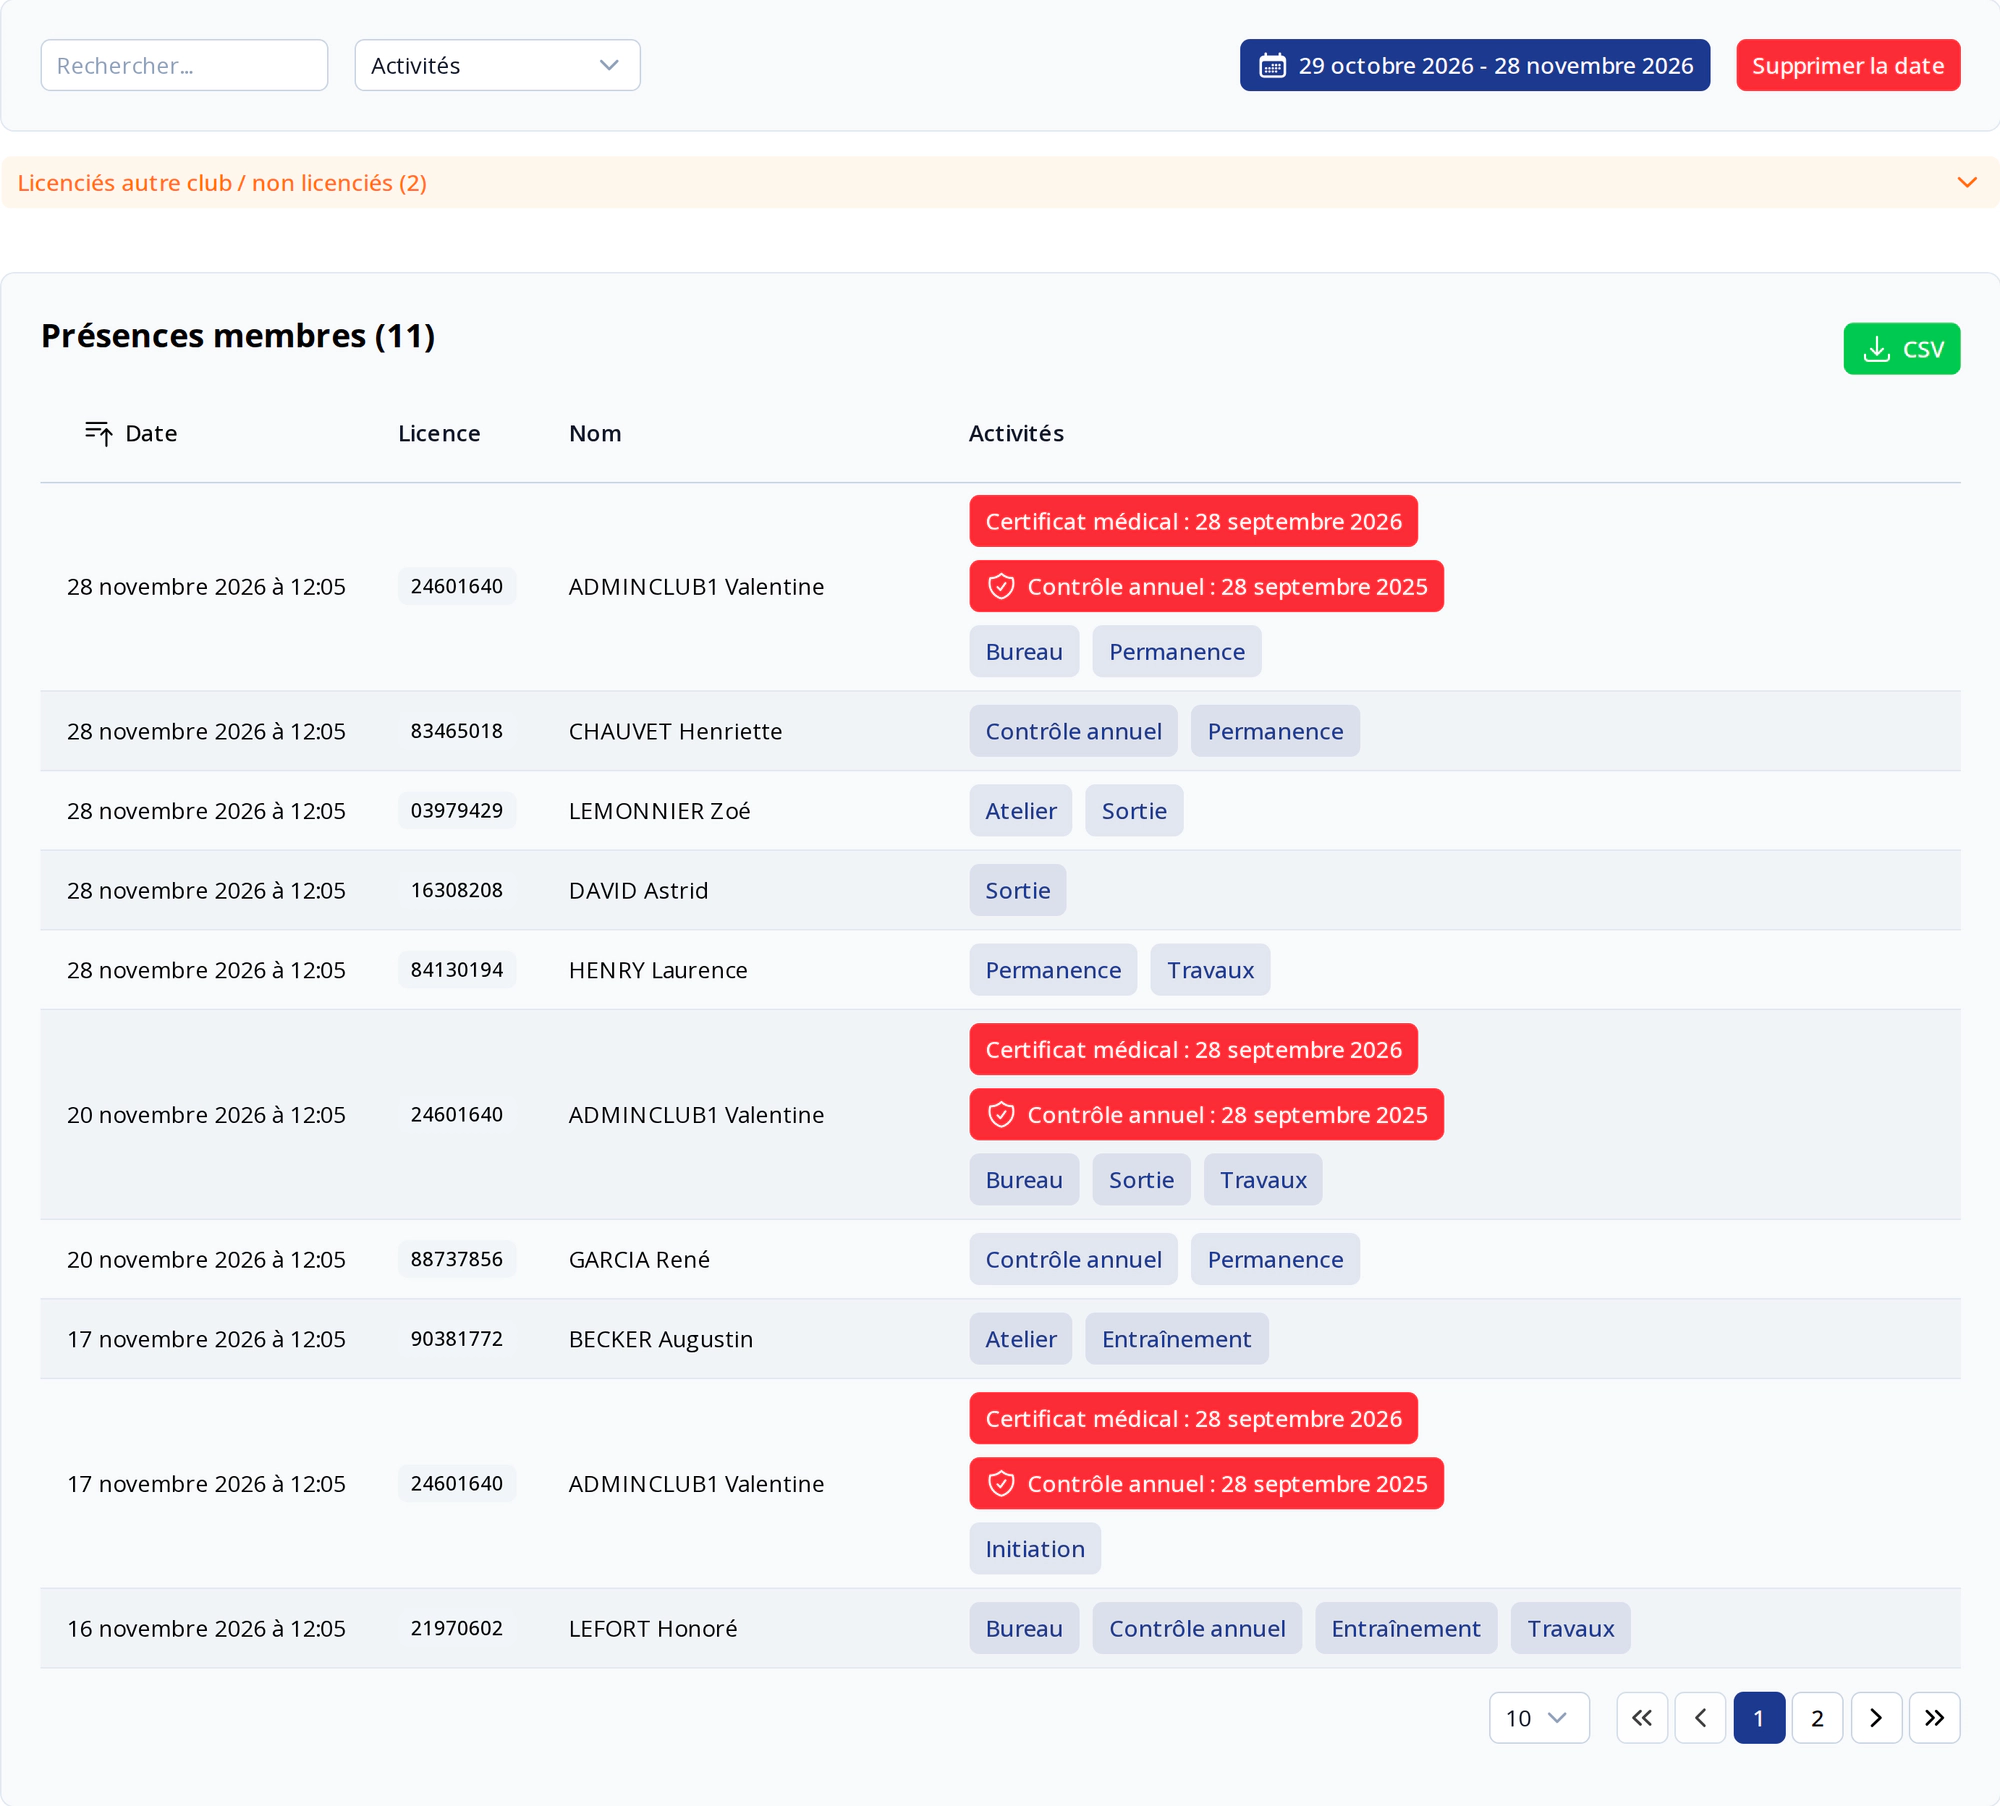 Rechercher...
Activités
29 octobre 2026 - 28 novembre 2026
Supprimer la date
Licenciés autre club / non licenciés (2)
Présences membres (11)
CSV
Date Licence Nom Activités
Certificat médical : 28 septembre 2026
28 novembre 2026 à 12:05 24601640 ADMINCLUB1 Valentine Contrôle annuel : 28 septembre 2025
Bureau Permanence
28 novembre 2026 à 12:05 83465018 CHAUVET Henriette Contrôle annuel Permanence
28 novembre 2026 à 12:05 03979429 LEMONNIER Zoé Atelier Sortie
28 novembre 2026 à 12:05 16308208 DAVID Astrid Sortie
28 novembre 2026 à 12:05 84130194 HENRY Laurence Permanence Travaux
Certificat médical : 28 septembre 2026
20 novembre 2026 à 12:05 24601640 ADMINCLUB1 Valentine Contrôle annuel : 28 septembre 2025
Bureau Sortie Travaux
20 novembre 2026 à 12:05 88737856 GARCIA René Contrôle annuel Permanence
17 novembre 2026 à 12:05 90381772 BECKER Augustin Atelier Entraînement
Certificat médical : 28 septembre 2026
17 novembre 2026 à 12:05 24601640 ADMINCLUB1 Valentine Contrôle annuel : 28 septembre 2025
Initiation
16 novembre 2026 à 12:05 21970602 LEFORT Honoré Bureau Contrôle annuel Entraînement Travaux
10 1 2